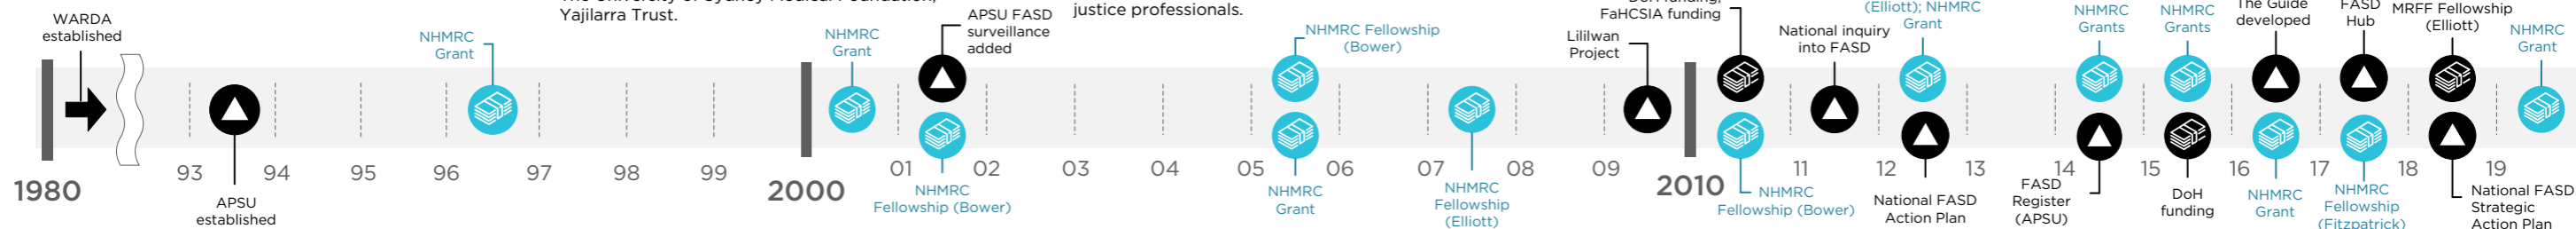 Yajilarra Trust.
justice professionals.
WARDA
established
NHMRC
Grant
NHMRC
Grant
APSU FASD
surveillance
added
NHMRC Fellowship
(Bower)
Lililwan
Project
FaHCSIA funding
National inquiry
into FASD
(Elliott); NHMRC
Grant
NHMRC
Grants
NHMRC
Grants
The Guide
developed
FASD
Hub
MRFF Fellowship
(Elliott)
NHMRC
Grant
93
94
95
96
97
98
99
01
02
03
04
05
06
07
08
09
11
12
13
14
15
16
17
18
19
1980
2000
2010
APSU
established
NHMRC
Fellowship (Bower)
NHMRC
Grant
NHMRC
Fellowship
(Elliott)
NHMRC
Fellowship (Bower)
National FASD
Action Plan
FASD
Register
(APSU)
DoH
funding
NHMRC
Grant
NHMRC
Fellowship
(Fitzpatrick)
National FASD
Strategic
Action Plan